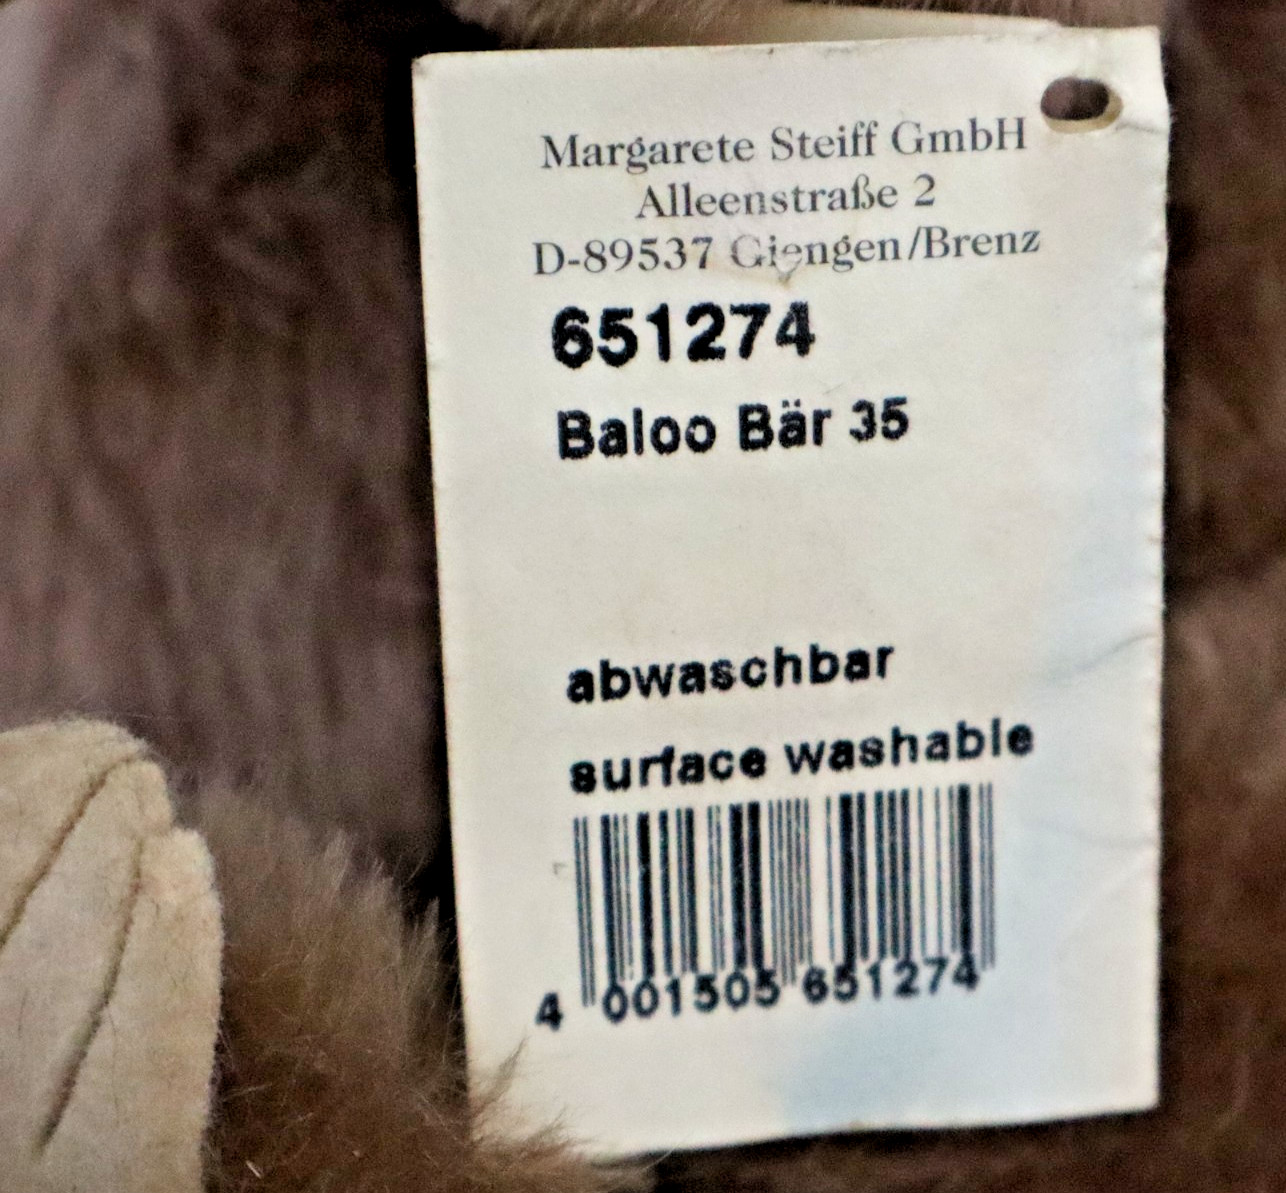 Margarete Steiff GmbH
Alleenstraße 2
D-89537 Giengen/Brenz
651274
Baloo Bär 35
abwaschbar
surface washable
4 001505 651274